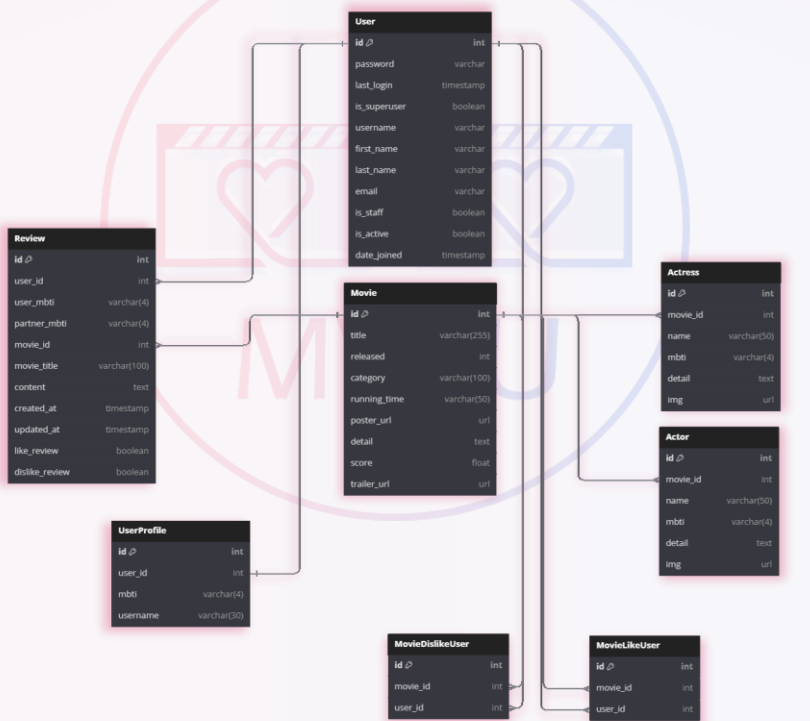 User
id int
password varchar
last_login timestamp
is_superuser boolean
username varchar
first_name varchar
last_name varchar
email varchar
is_staff boolean
is_active boolean
date_joined timestamp
Review
id int
user_id int
user_mbti varchar(4)
partner_mbti varchar(4)
movie_id int
movie_title varchar(100)
content text
created_at timestamp
updated_at timestamp
like_review boolean
dislike_review boolean
Movie
id int
title varchar(255)
released int
category varchar(100)
running_time varchar(50)
poster_url url
detail text
score float
trailer_url url
Actress
id int
movie_id int
name varchar(50)
mbti varchar(4)
detail text
img url
Actor
id int
movie_id int
name varchar(50)
mbti varchar(4)
detail text
img url
UserProfile
id int
user_id int
mbti varchar(4)
username varchar(30)
MovieDislikeUser
id int
movie_id int
user_id int
MovieLikeUser
id int
movie_id int
user_id int